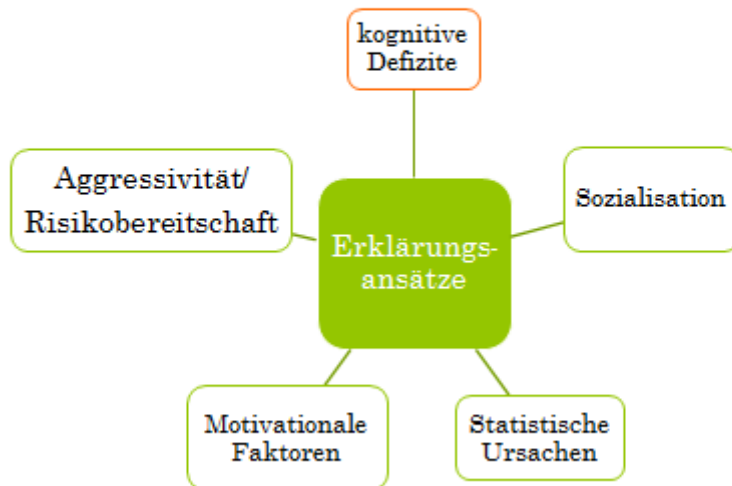 kognitive
Defizite
Aggressivität/
Risikobereitschaft
Sozialisation
Erklärungs-
ansätze
Motivationale
Faktoren
Statistische
Ursachen